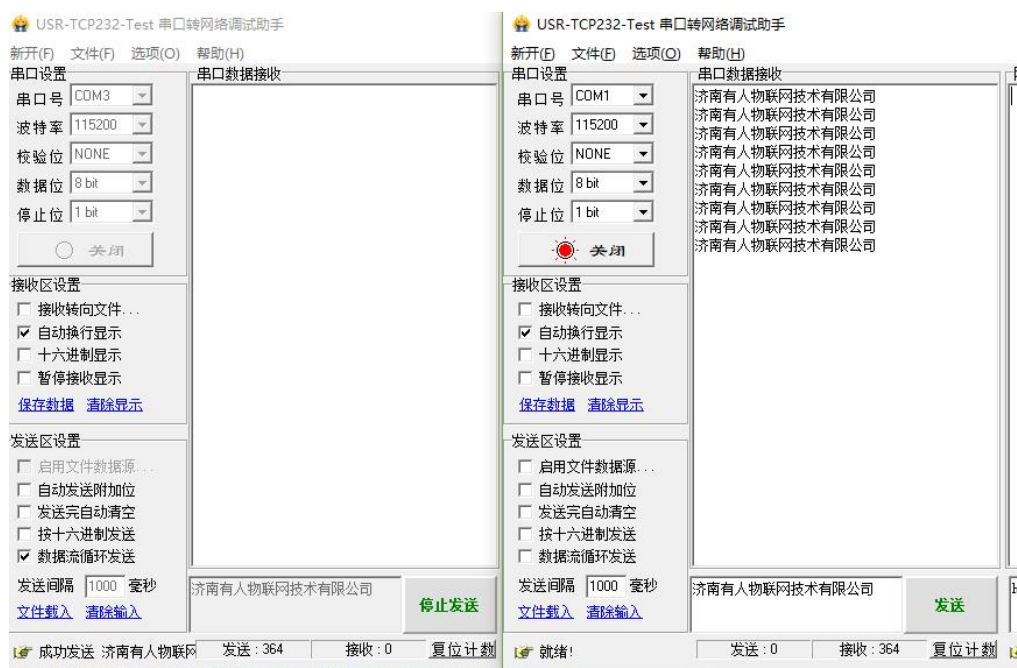 USR-TCP232-Test 串口转网络调试助手
新开(F) 文件(F) 选项(O) 帮助(H)
串口设置
串口号 COM3
波特率 115200
校验位 NONE
数据位 8 bit
停止位 1 bit
关闭
接收区设置
接收转向文件...
自动换行显示
十六进制显示
暂停接收显示
保存数据 清除显示
发送区设置
启用文件数据源...
自动发送附加位
发送完自动清空
按十六进制发送
数据流循环发送
发送间隔 1000 毫秒
文件载入 清除输入
串口数据接收
济南有人物联网技术有限公司
停止发送
成功发送 济南有人物联网
发送:364 接收:0 复位计数
USR-TCP232-Test 串口转网络调试助手
新开(F) 文件(F) 选项(O) 帮助(H)
串口设置
串口号 COM1
波特率 115200
校验位 NONE
数据位 8 bit
停止位 1 bit
关闭
接收区设置
接收转向文件...
自动换行显示
十六进制显示
暂停接收显示
保存数据 清除显示
发送区设置
启用文件数据源...
自动发送附加位
发送完自动清空
按十六进制发送
数据流循环发送
发送间隔 1000 毫秒
文件载入 清除输入
串口数据接收
济南有人物联网技术有限公司
济南有人物联网技术有限公司
济南有人物联网技术有限公司
济南有人物联网技术有限公司
济南有人物联网技术有限公司
济南有人物联网技术有限公司
济南有人物联网技术有限公司
济南有人物联网技术有限公司
济南有人物联网技术有限公司
济南有人物联网技术有限公司
发送
就绪!
发送:0 接收:364 复位计数